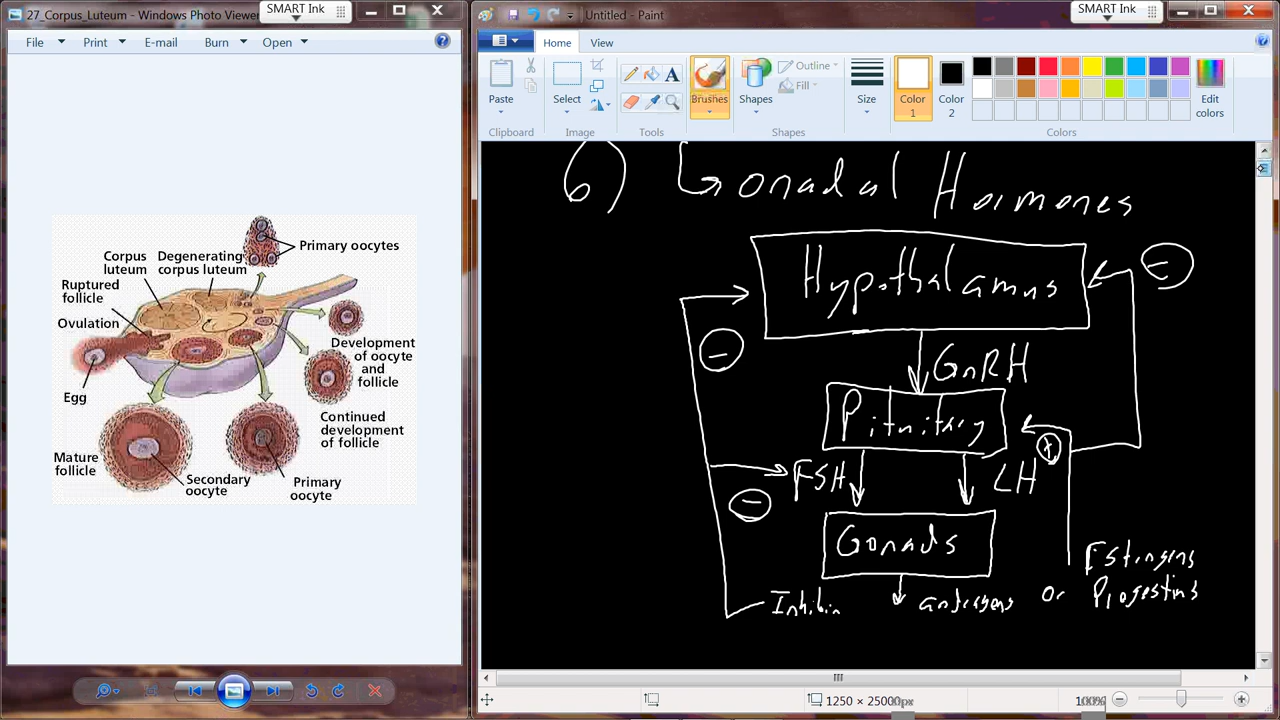 27_Corpus_Luteum - Windows Photo Viewer
SMART Ink
File Print E-mail Burn Open
Primary oocytes
Corpus luteum
Degenerating corpus luteum
Ruptured follicle
Ovulation
Egg
Development of oocyte and follicle
Continued development of follicle
Mature follicle
Secondary oocyte
Primary oocyte
Untitled - Paint
SMART Ink
Home View
Paste
Select
Brushes
Shapes
Outline
Fill
Size
Color 1
Color 2
Edit colors
Clipboard Image Tools Shapes Colors
6) Gonadal Hormones
Hypothalamus
GnRH
Pituitary
FSH LH
Gonads
Inhibin androgens or Estrogens
Progestins
1250 × 25000px
100%